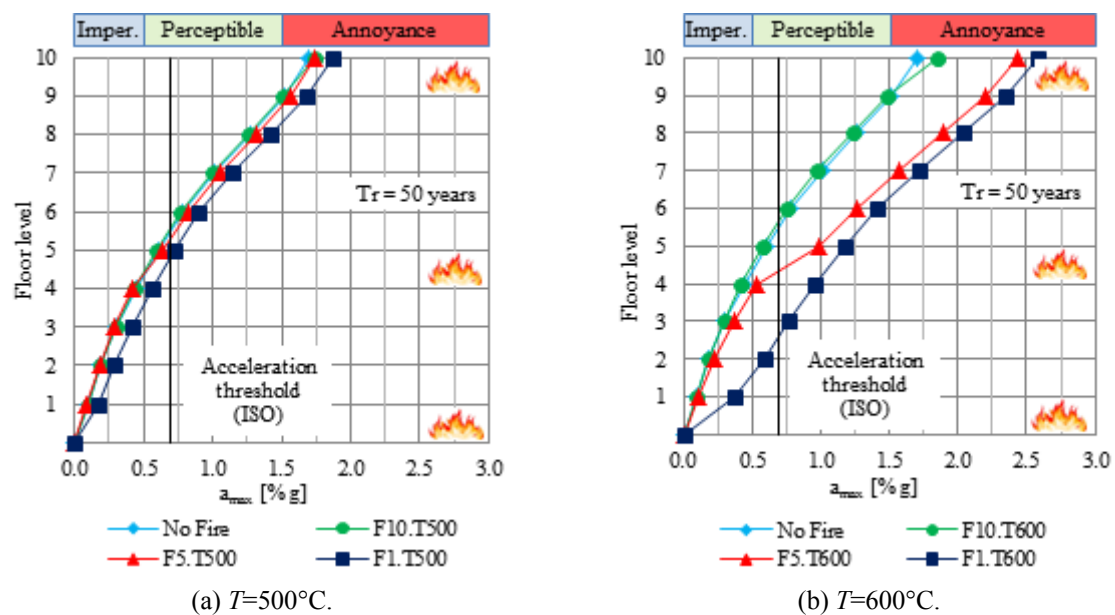 Imper. Perceptible Annoyance
10
9
8
7
6
5
4
3
2
1
Floor level
Tr = 50 years
Acceleration
threshold
(ISO)
0.0 0.5 1.0 1.5 2.0 2.5 3.0
amax [% g]
No Fire F10.T500
F5.T500 F1.T500
(a) T=500°C.
Imper. Perceptible Annoyance
10
9
8
7
6
5
4
3
2
1
Floor level
Tr = 50 years
Acceleration
threshold
(ISO)
0.0 0.5 1.0 1.5 2.0 2.5 3.0
amax [% g]
No Fire F10.T600
F5.T600 F1.T600
(b) T=600°C.